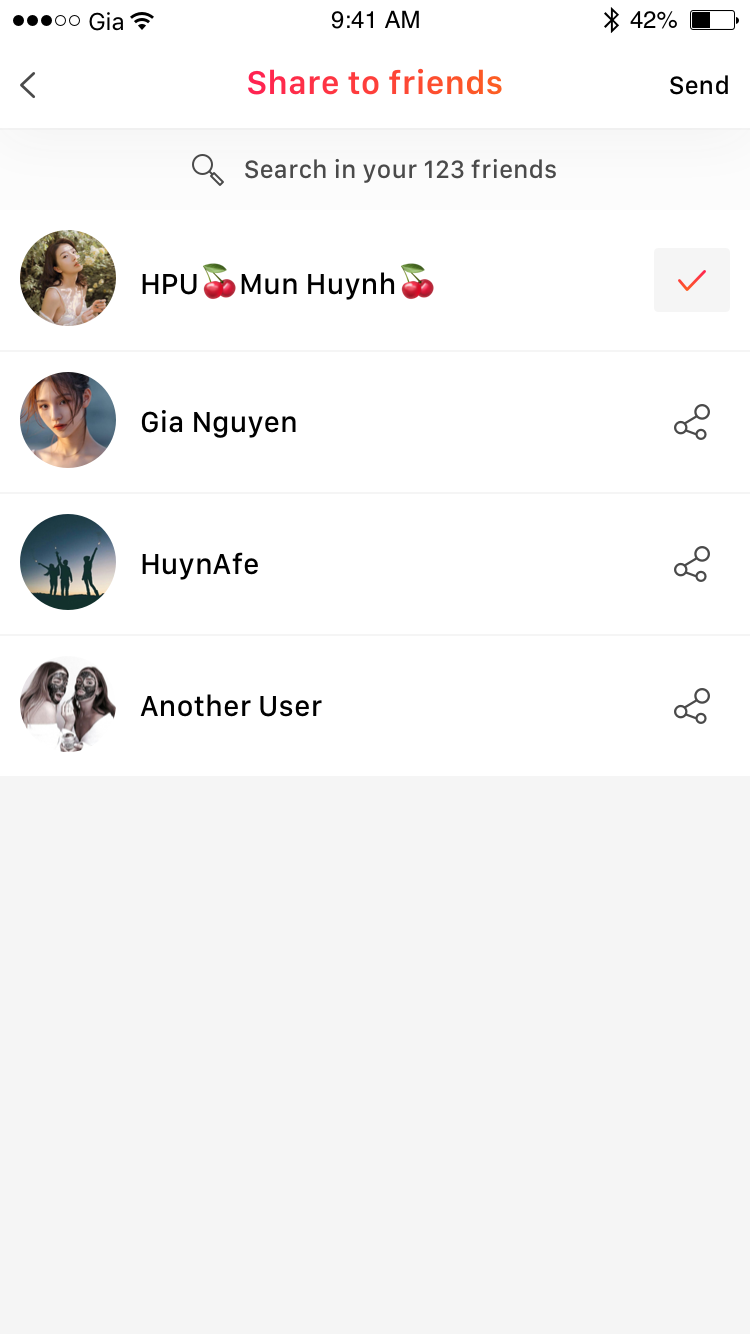 Gia 9:41 AM 42%
Share to friends Send
Search in your 123 friends
HPU🍒Mun Huynh🍒
Gia Nguyen
HuynAfe
Another User